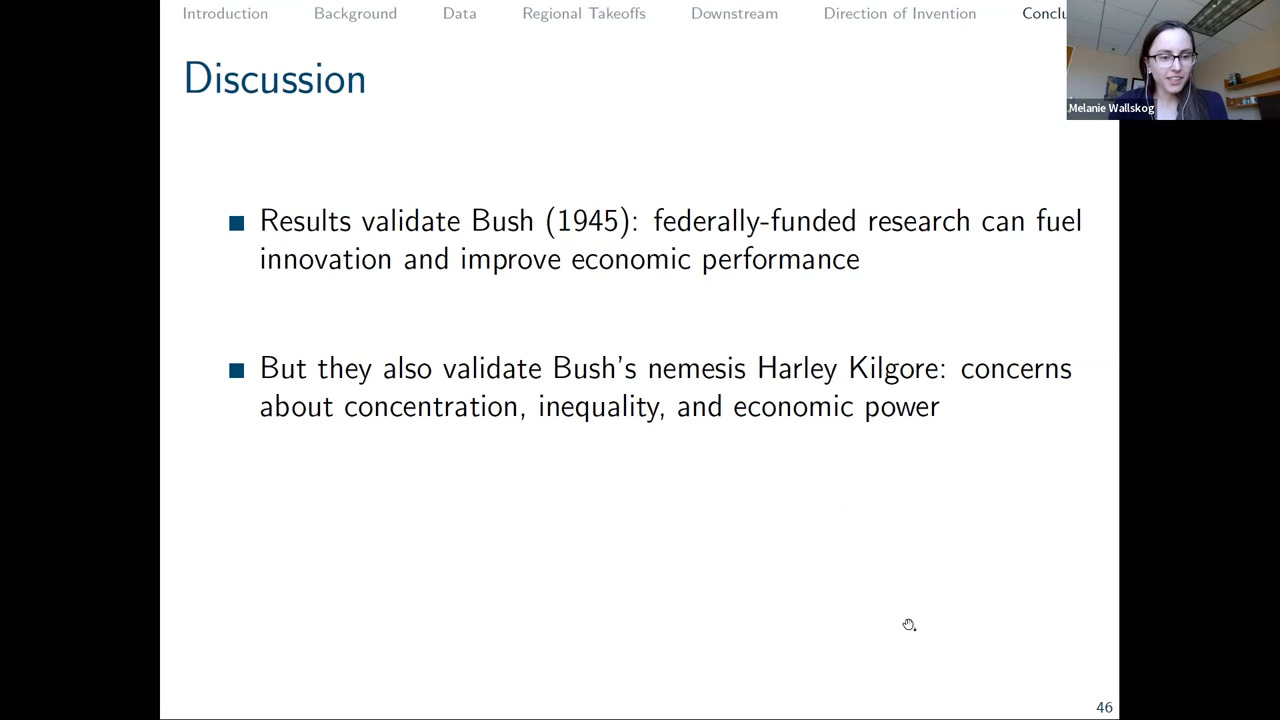 Introduction Background Data Regional Takeoffs Downstream Direction of Invention
Melanie Wallskog
Discussion
Results validate Bush (1945): federally-funded research can fuel
innovation and improve economic performance
But they also validate Bush's nemesis Harley Kilgore: concerns
about concentration, inequality, and economic power
46